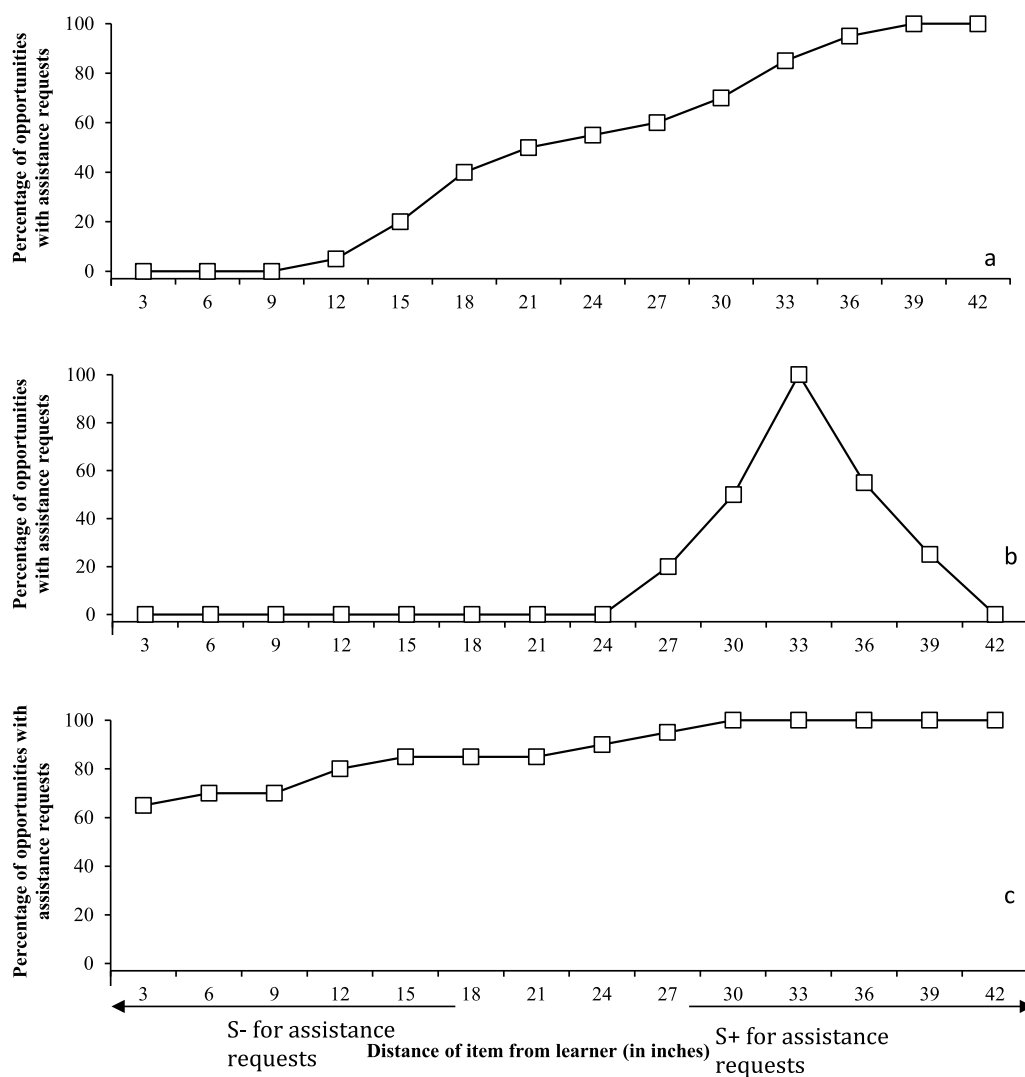 Percentage of opportunities
with assistance requests
100
80
60
40
20
0
a
3 6 9 12 15 18 21 24 27 30 33 36 39 42
Percentage of opportunities
with assistance requests
100
80
60
40
20
0
b
3 6 9 12 15 18 21 24 27 30 33 36 39 42
Percentage of opportunities with
assistance requests
100
80
60
40
20
0
c
3 6 9 12 15 18 21 24 27 30 33 36 39 42
S- for assistance
requests
Distance of item from learner (in inches)
S+ for assistance
requests